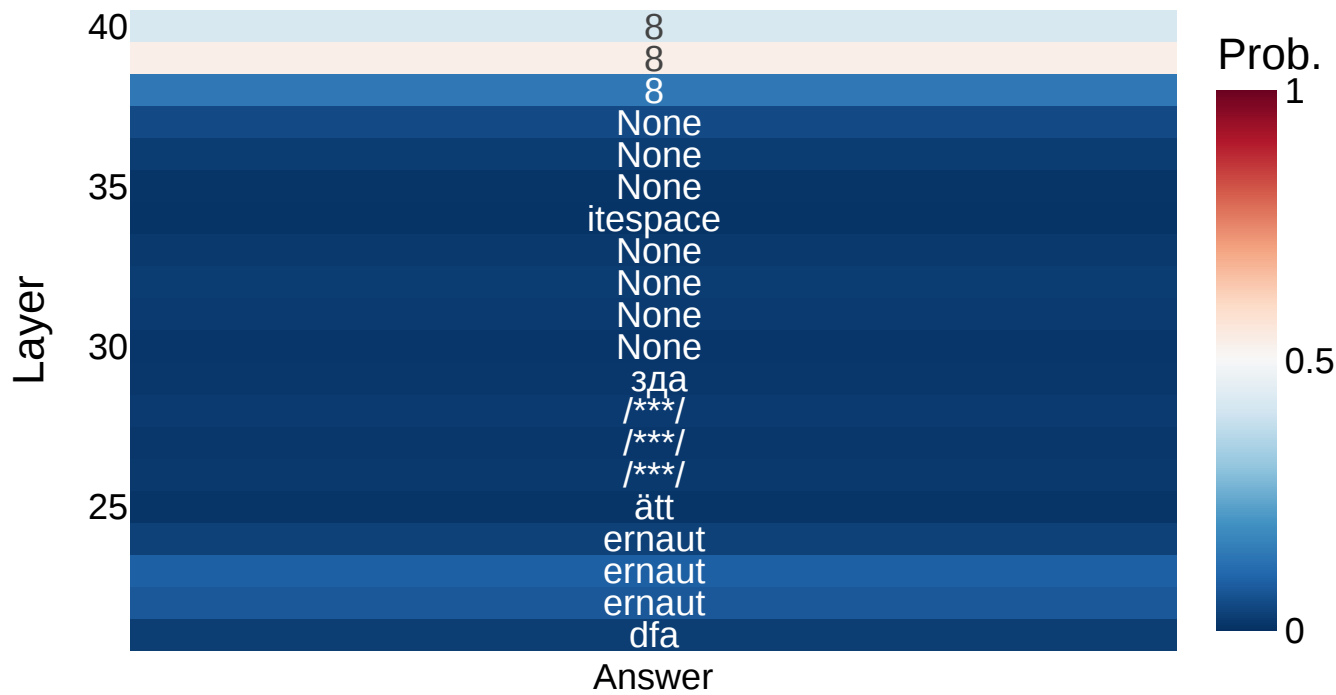 40
8
8
8
None
None
35
None
itespace
None
None
None
30
None
зда
/***/
/***/
/***/
25
ätt
ernaut
ernaut
ernaut
dfa
Layer
Answer
Prob.
1
0.5
0